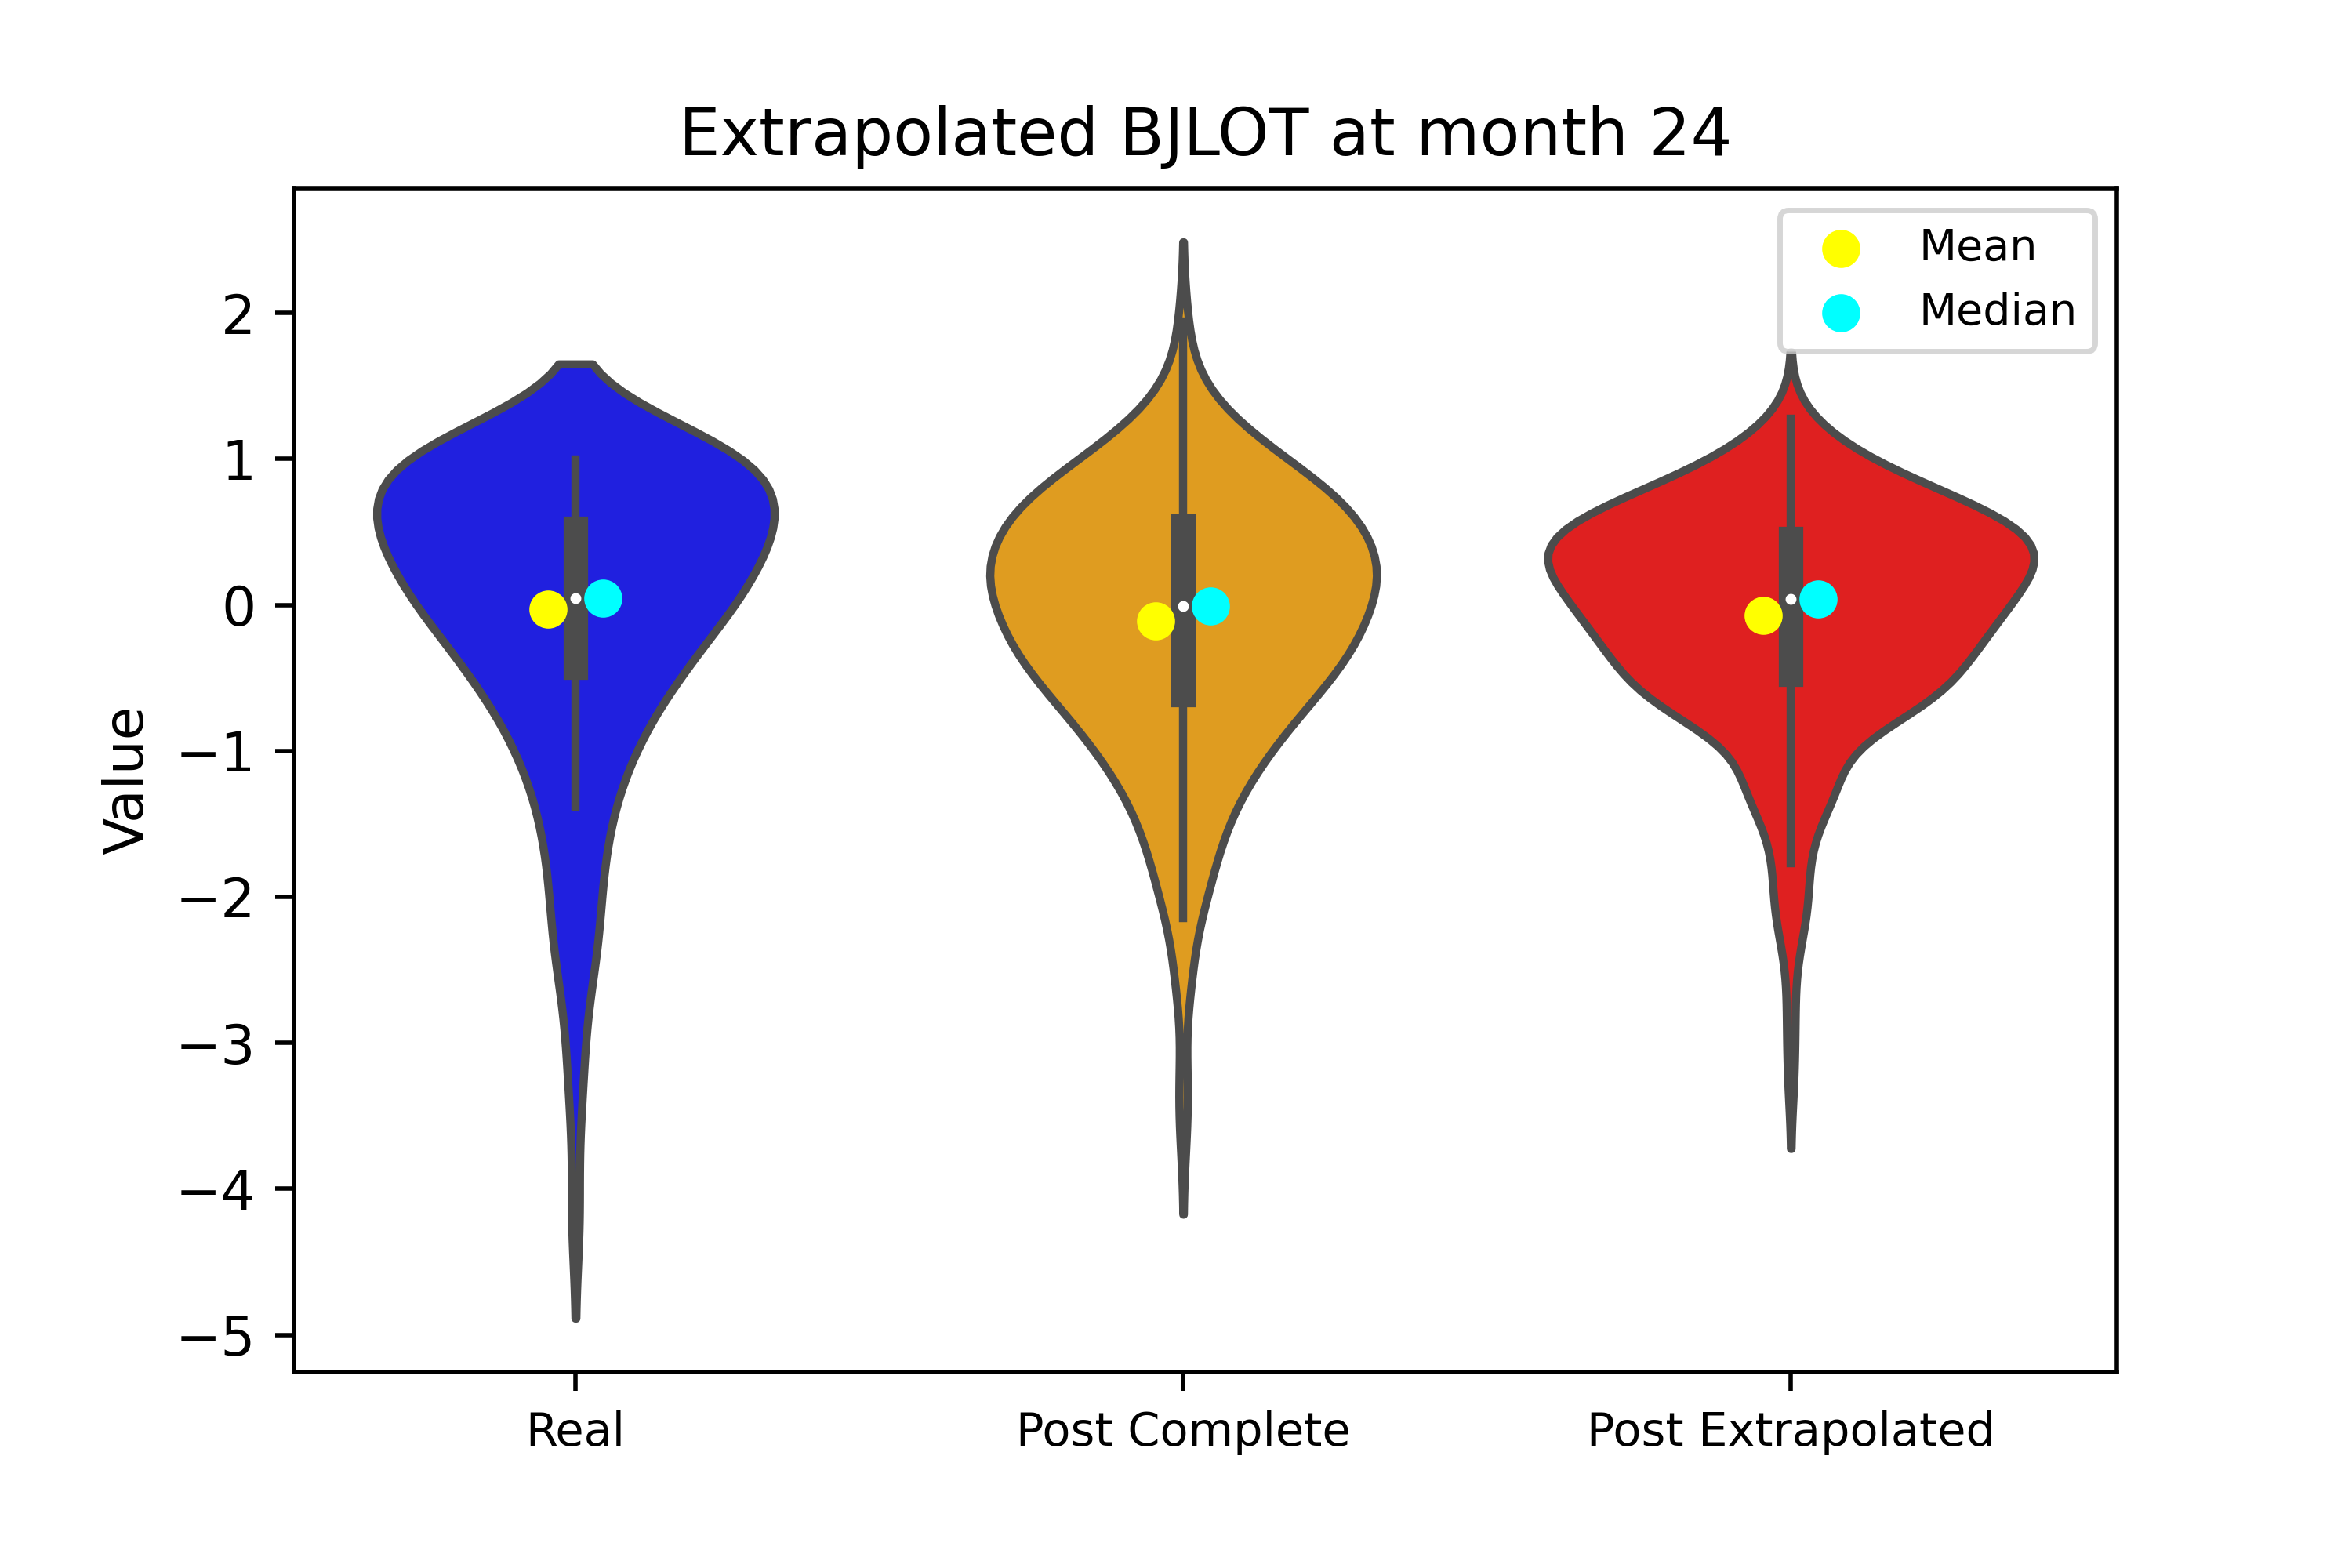 Extrapolated BJLOT at month 24
Mean
Median
Value
2
1
0
−1
−2
−3
−4
−5
Real
Post Complete
Post Extrapolated